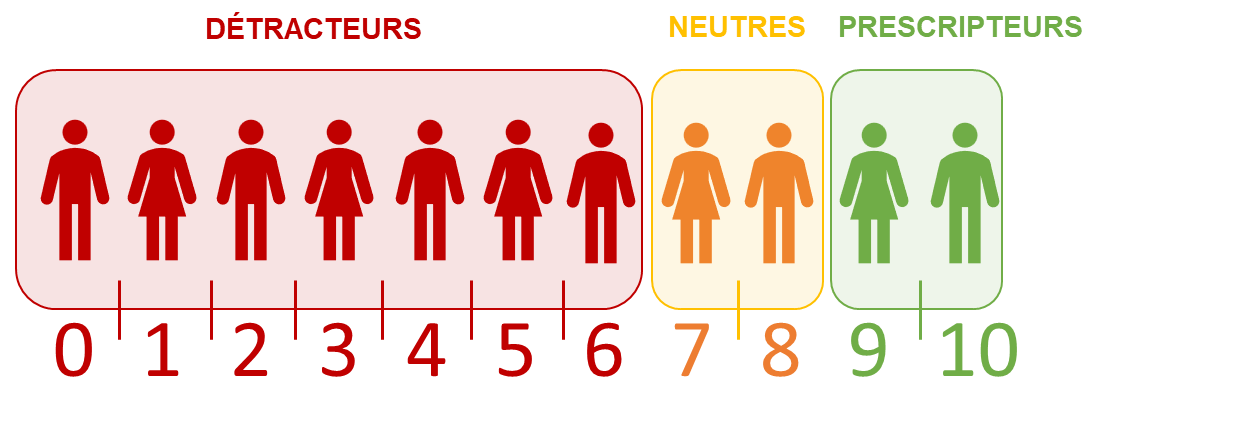 DÉTRACTEURS NEUTRES PRESCRIPTEURS
0 1 2 3 4 5 6 7 8 9 10